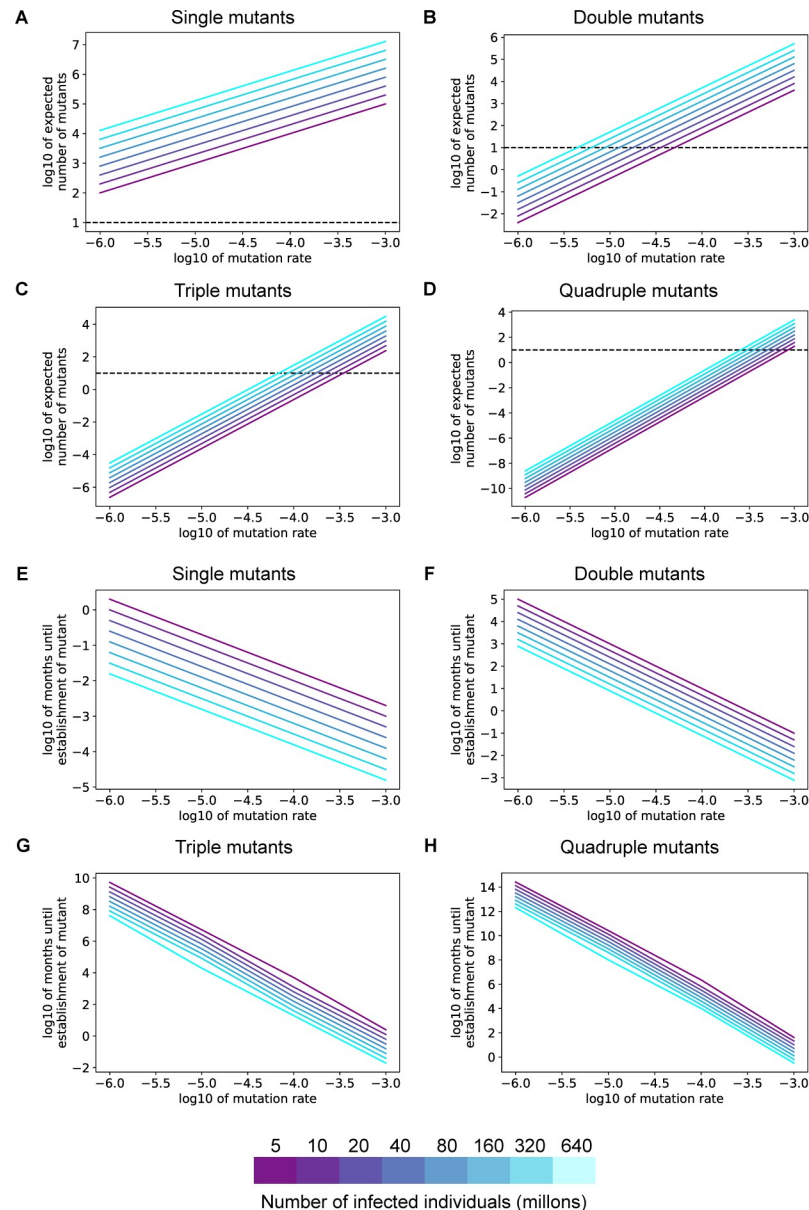 A Single mutants
log10 of expected
number of mutants
7
6
5
4
3
2
1
−6.0 −5.5 −5.0 −4.5 −4.0 −3.5 −3.0
log10 of mutation rate
B Double mutants
log10 of expected
number of mutants
6
5
4
3
2
1
0
−1
−2
−6.0 −5.5 −5.0 −4.5 −4.0 −3.5 −3.0
log10 of mutation rate
C Triple mutants
log10 of expected
number of mutants
4
2
0
−2
−4
−6
−6.0 −5.5 −5.0 −4.5 −4.0 −3.5 −3.0
log10 of mutation rate
D Quadruple mutants
log10 of expected
number of mutants
4
2
0
−2
−4
−6
−8
−10
−6.0 −5.5 −5.0 −4.5 −4.0 −3.5 −3.0
log10 of mutation rate
E Single mutants
log10 of months until
establishment of mutant
0
−1
−2
−3
−4
−5
−6.0 −5.5 −5.0 −4.5 −4.0 −3.5 −3.0
log10 of mutation rate
F Double mutants
log10 of months until
establishment of mutant
5
4
3
2
1
0
−1
−2
−3
−6.0 −5.5 −5.0 −4.5 −4.0 −3.5 −3.0
log10 of mutation rate
G Triple mutants
log10 of months until
establishment of mutant
10
8
6
4
2
0
−2
−6.0 −5.5 −5.0 −4.5 −4.0 −3.5 −3.0
log10 of mutation rate
H Quadruple mutants
log10 of months until
establishment of mutant
14
12
10
8
6
4
2
0
−6.0 −5.5 −5.0 −4.5 −4.0 −3.5 −3.0
log10 of mutation rate
5 10 20 40 80 160 320 640
Number of infected individuals (millons)